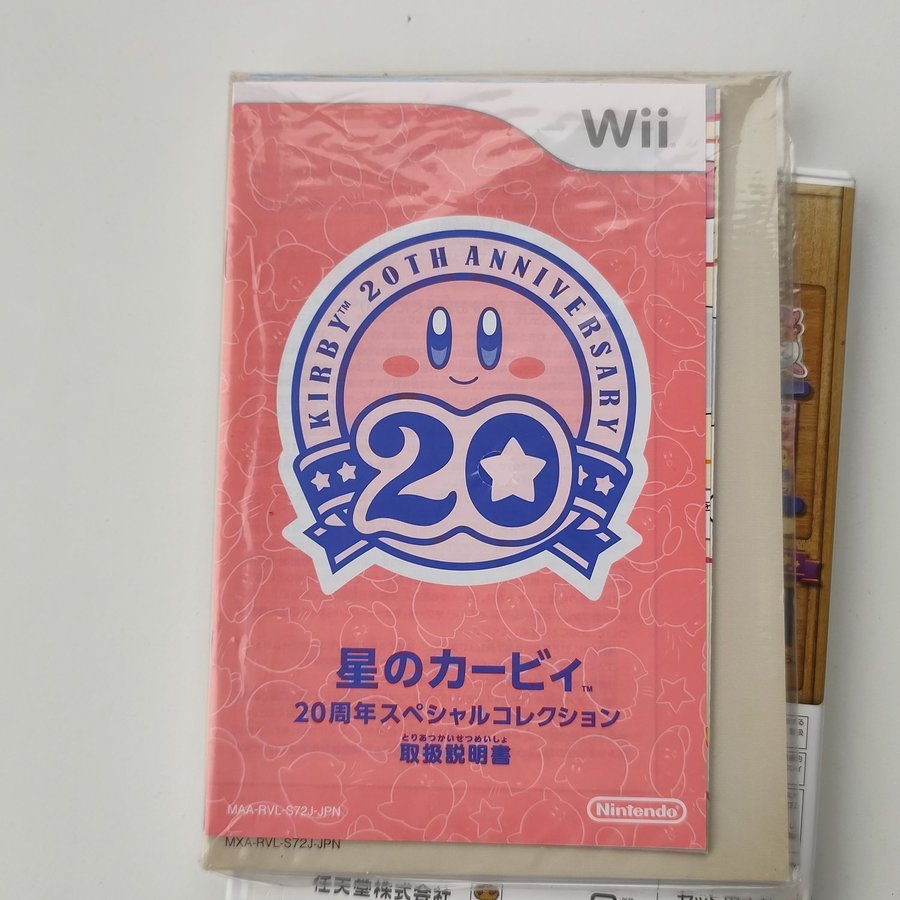 Wii
KIRBY™ 20TH ANNIVERSARY
20
星のカービィ™
20周年スペシャルコレクション
とりあつかいせつめいしょ
取扱説明書
MAA-RVL-S72J-JPN
Nintendo
MXA-RVL-S72J-JPN
任天堂株式会社